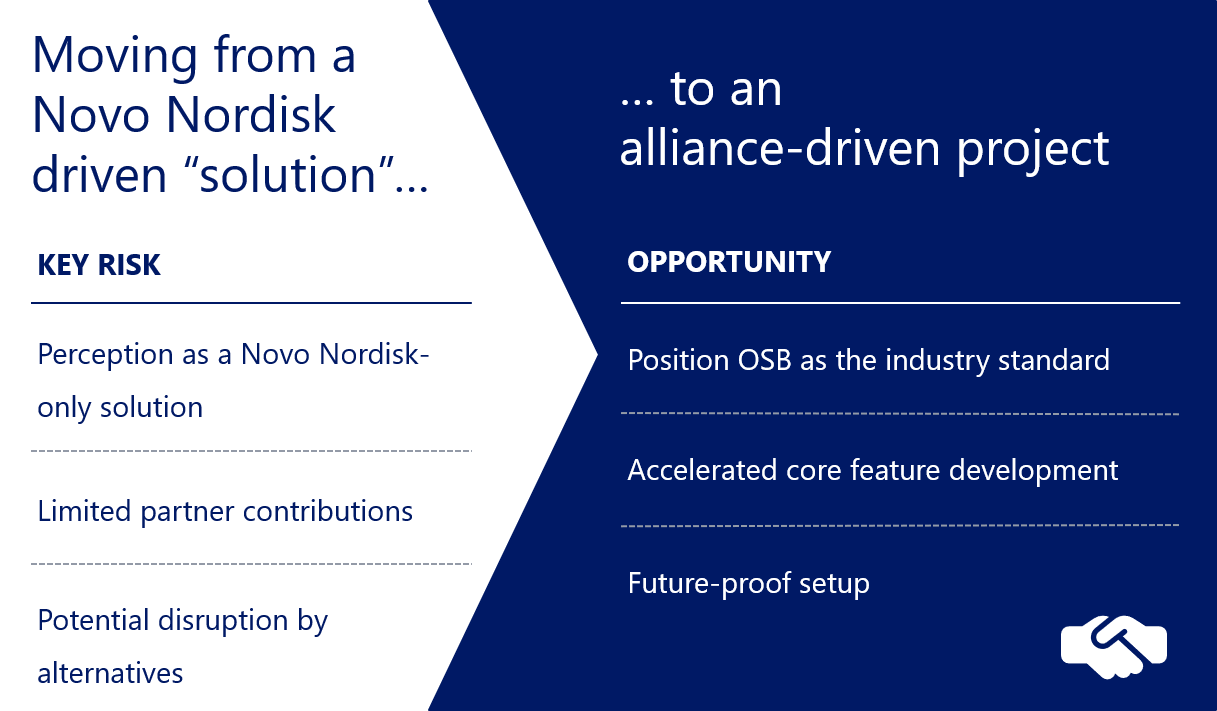 Moving from a
Novo Nordisk
driven “solution”...
KEY RISK
Perception as a Novo Nordisk-
only solution
Limited partner contributions
Potential disruption by
alternatives
... to an
alliance-driven project
OPPORTUNITY
Position OSB as the industry standard
Accelerated core feature development
Future-proof setup